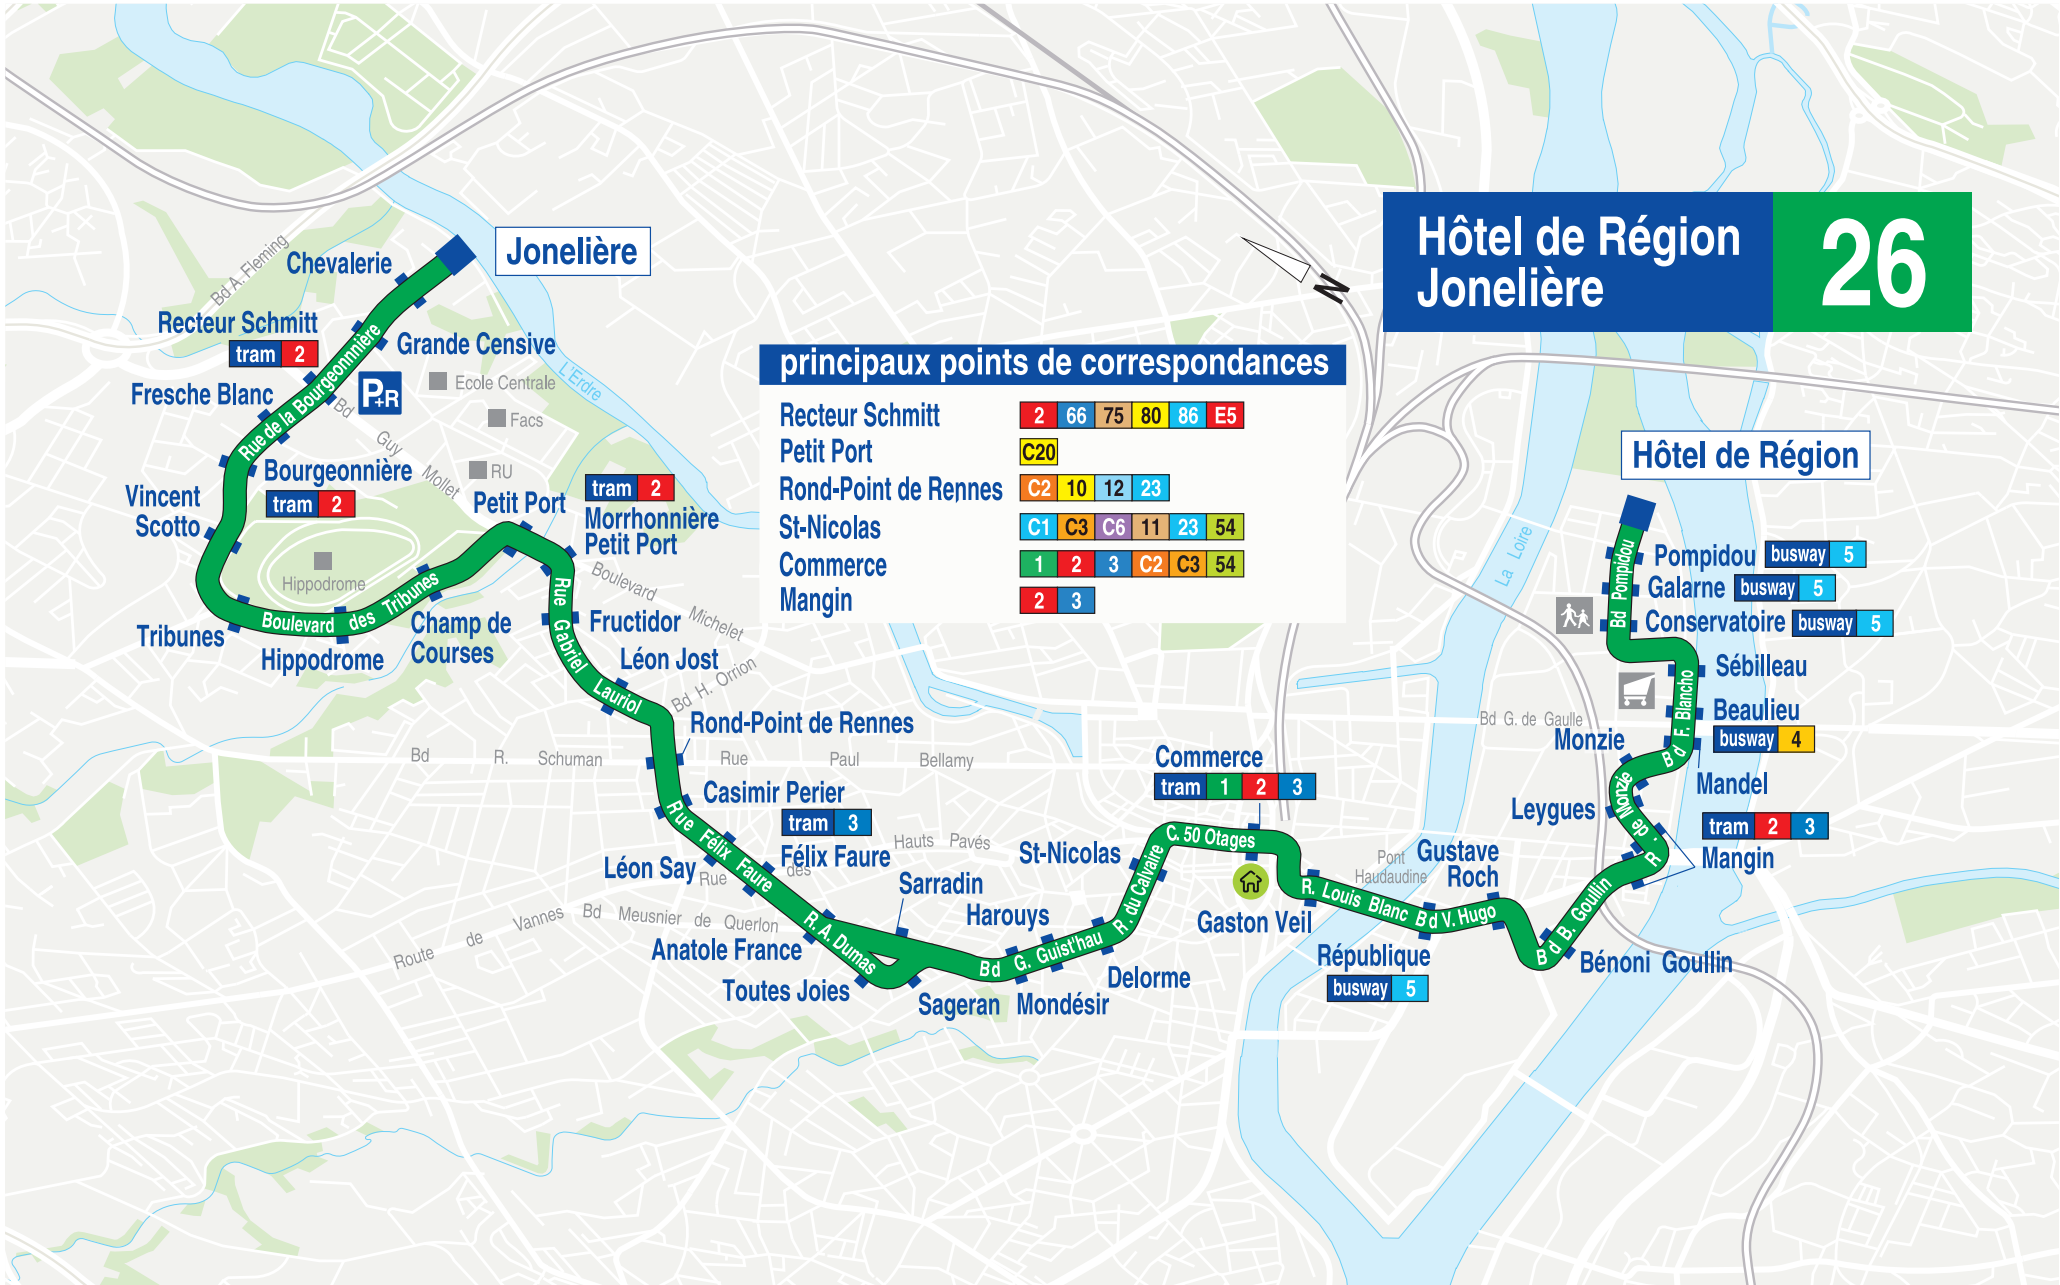 Hôtel de Région
Jonelière
26
Jonelière
Chevalerie
Bd A. Fleming
Recteur Schmitt
tram 2
Grande Censive
Rue de la Bourgeonnnière
P+R
Ecole Centrale
Facs
RU
Bd Guy Mollet
L'Erdre
Fresche Blanc
Bourgeonnière
tram 2
Vincent
Scotto
Hippodrome
Tribunes
Boulevard des Tribunes
Hippodrome
Champ de
Courses
Petit Port
tram 2
Morrhonnière
Petit Port
Boulevard Michelet
Rue Gabriel Lauriol
Fructidor
Léon Jost
Bd H. Orrion
Rond-Point de Rennes
Bd R. Schuman
Rue Paul Bellamy
Casimir Perier
tram 3
Félix Faure
Rue Félix Faure
Léon Say
Rue des Hauts Pavés
Route de Vannes
Bd Meusnier de Querlon
Anatole France
R. A. Dumas
Toutes Joies
Sarradin
Sageran
Harouys
Mondésir
Bd G. Guist'hau
Delorme
R. du Calvaire
St-Nicolas
C. 50 Otages
Commerce
tram 1 2 3
Gaston Veil
R. Louis Blanc
Pont
Haudaudine
République
busway 5
Bd V. Hugo
Gustave
Roch
Bd B. Goullin
Bénoni Goullin
tram 2 3
Mangin
R. de Monzie
Leygues
Monzie
Mandel
Bd G. de Gaulle
Bd F. Blancho
Beaulieu
busway 4
Sébilleau
Conservatoire busway 5
Galarne busway 5
Pompidou busway 5
Bd Pompidou
Hôtel de Région
La Loire
N
principaux points de correspondances
Recteur Schmitt 2 66 75 80 86 E5
Petit Port C20
Rond-Point de Rennes C2 10 12 23
St-Nicolas C1 C3 C6 11 23 54
Commerce 1 2 3 C2 C3 54
Mangin 2 3